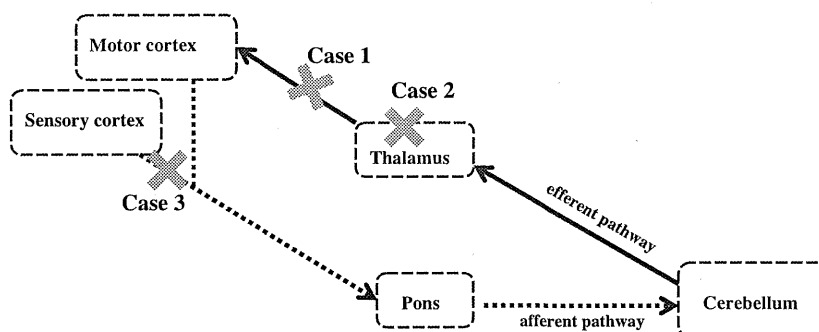 Motor cortex
Case 1
Case 2
Sensory cortex
Thalamus
Case 3
efferent pathway
Pons
Cerebellum
afferent pathway